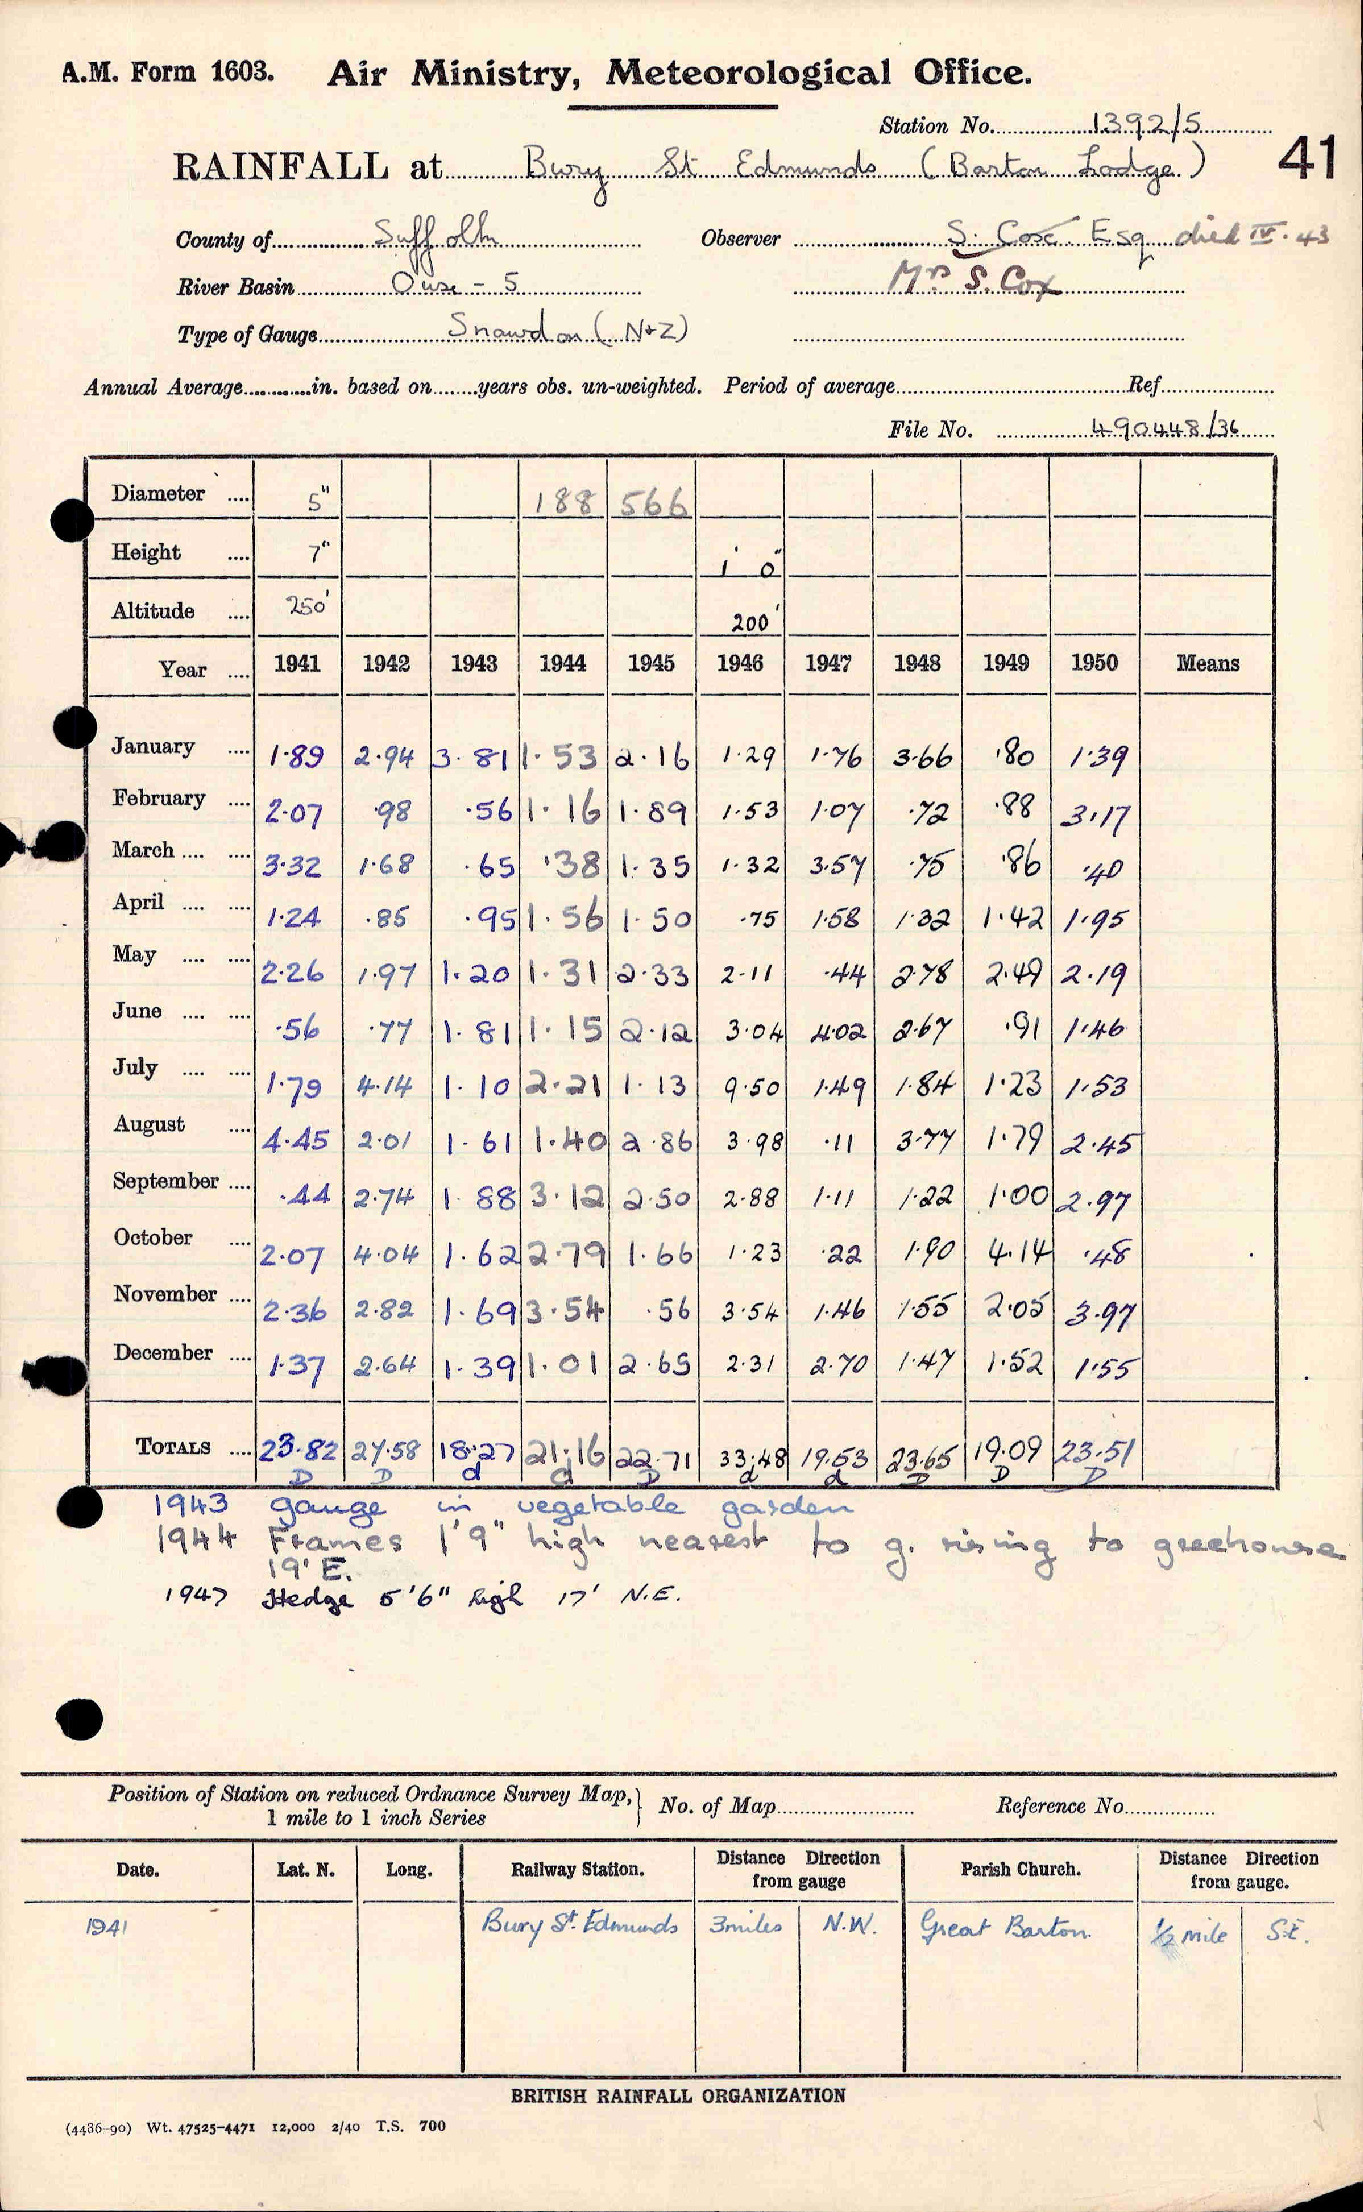 A.M. Form 1603. Air Ministry, Meteorological Office.
Station No. 1392/5
41
RAINFALL at Bury St Edmunds (Barton Lodge)
County of Suffolk Observer S. Cox. Esq died IV. 43
River Basin Ouse - 5 Mrs S. Cox
Type of Gauge Snowdon (N+Z)
Annual Average in. based on years obs. un-weighted. Period of average Ref
File No. 490448/36
Diameter 5" 188 566
Height 7" 1' 0"
Altitude 250' 200'
Year 1941 1942 1943 1944 1945 1946 1947 1948 1949 1950 Means
January 1.89 2.94 3.81 1.53 2.16 1.29 1.76 3.66 .80 1.39
February 2.07 .98 .56 1.16 1.89 1.53 1.07 .72 .88 3.17
March 3.32 1.68 .65 .38 1.35 1.32 3.57 .75 .86 .40
April 1.24 .85 .95 1.56 1.50 .75 1.58 1.32 1.42 1.95
May 2.26 1.97 1.20 1.31 2.33 2.11 .44 2.78 2.49 2.19
June .56 .77 1.81 1.15 2.12 3.04 4.02 2.67 .91 1.46
July 1.79 4.14 1.10 2.21 1.13 9.50 1.49 1.84 1.23 1.53
August 4.45 2.01 1.61 1.40 2.86 3.98 .11 3.77 1.79 2.45
September .44 2.74 1.88 3.12 2.50 2.88 1.11 1.22 1.00 2.97
October 2.07 4.04 1.62 2.79 1.66 1.23 .22 1.90 4.14 .48
November 2.36 2.82 1.69 3.54 .56 3.54 1.46 1.55 2.05 3.97
December 1.37 2.64 1.39 1.01 2.65 2.31 2.70 1.47 1.52 1.55
TOTALS 23.82 27.58 18.27 21.16 22.71 33.48 19.53 23.65 19.09 23.51
D D d d D d d D D D
1943 gauge in vegetable garden
1944 Frames 1'9" high nearest to g. rising to greehouse
19' E.
1947 Hedge 5'6" high 17' N.E.
Position of Station on reduced Ordnance Survey Map,} No. of Map Reference No.
1 mile to 1 inch Series
Date. Lat. N. Long. Railway Station. Distance Direction from gauge Parish Church. Distance Direction from gauge.
1941 Bury St. Edmunds 3 miles N.W. Great Barton 1/2 mile S.E.
BRITISH RAINFALL ORGANIZATION
(4486-90) Wt. 47525-4471 12,000 2/40 T.S. 700